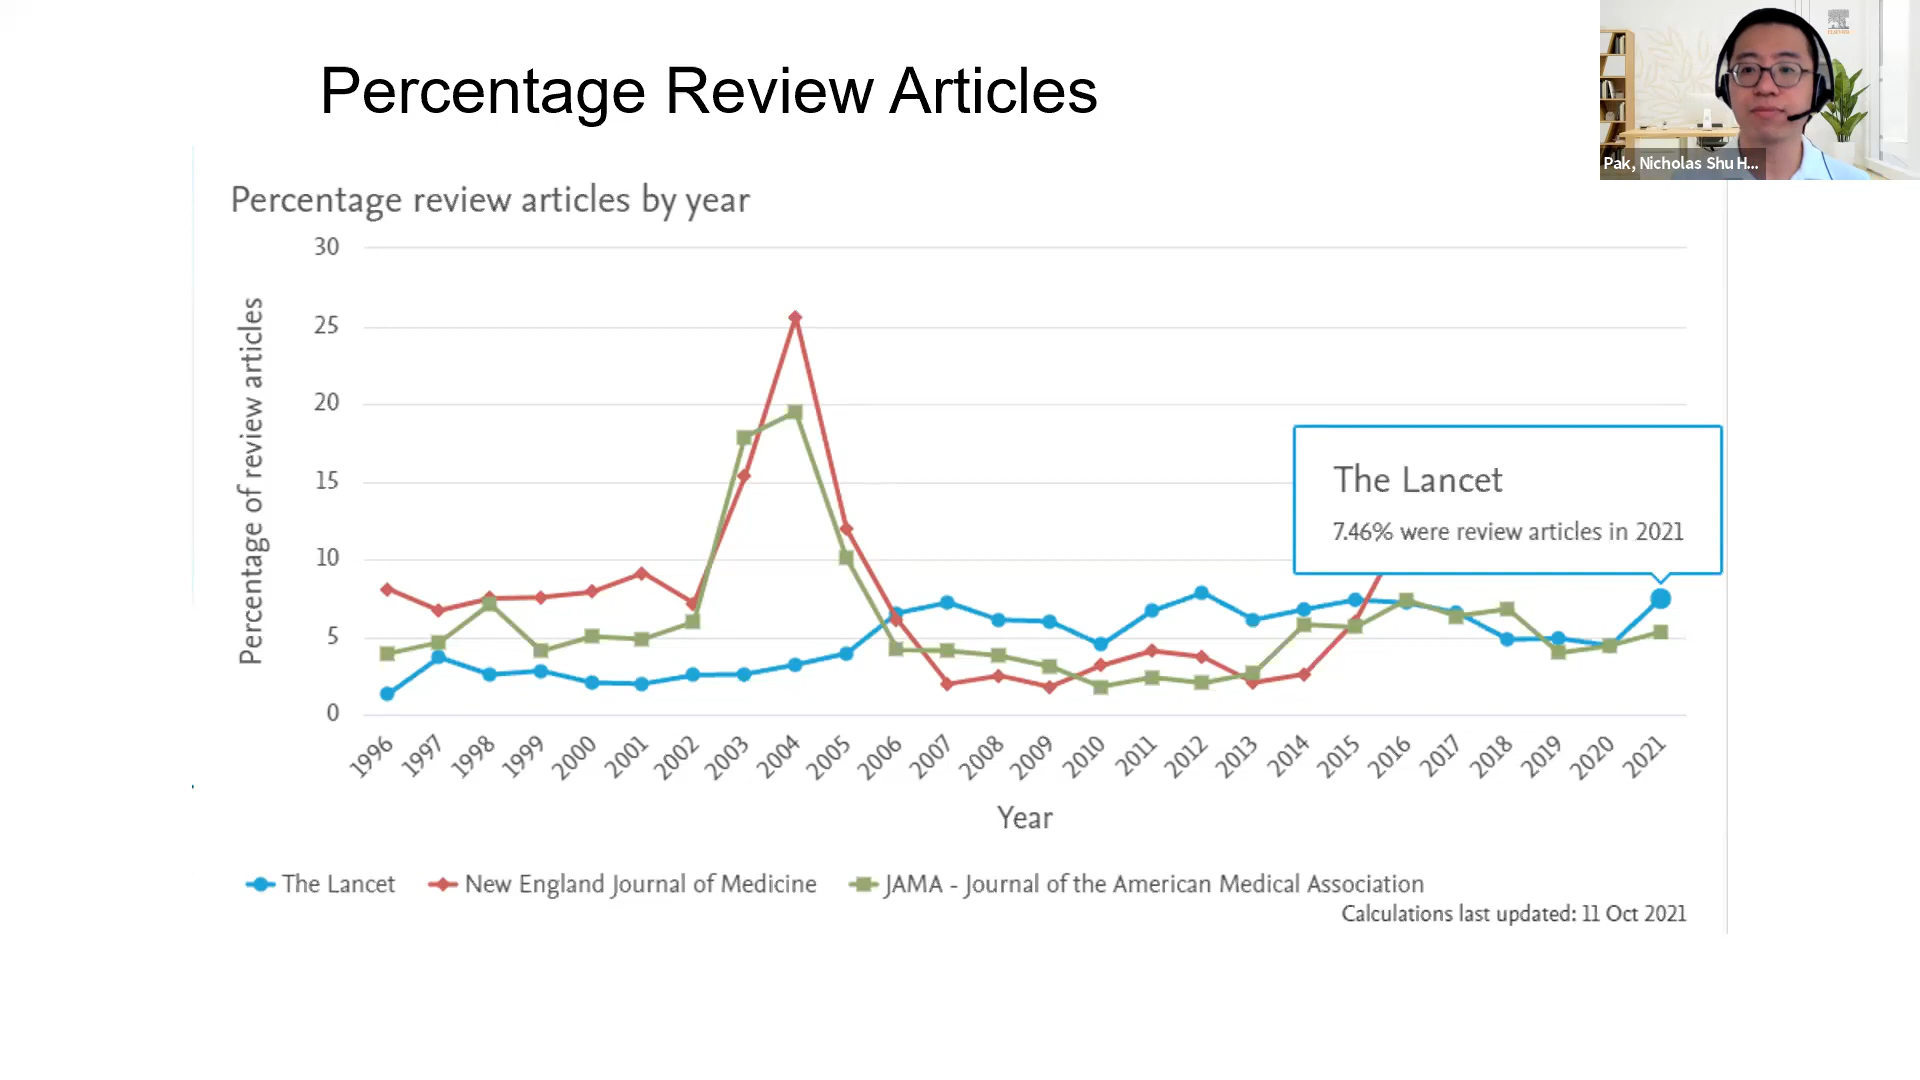 Percentage Review Articles
Pak, Nicholas Shu H...
Percentage review articles by year
Percentage of review articles
30
25
20
15
10
5
0
The Lancet
7.46% were review articles in 2021
1996 1997 1998 1999 2000 2001 2002 2003 2004 2005 2006 2007 2008 2009 2010 2011 2012 2013 2014 2015 2016 2017 2018 2019 2020 2021
Year
The Lancet New England Journal of Medicine JAMA - Journal of the American Medical Association
Calculations last updated: 11 Oct 2021